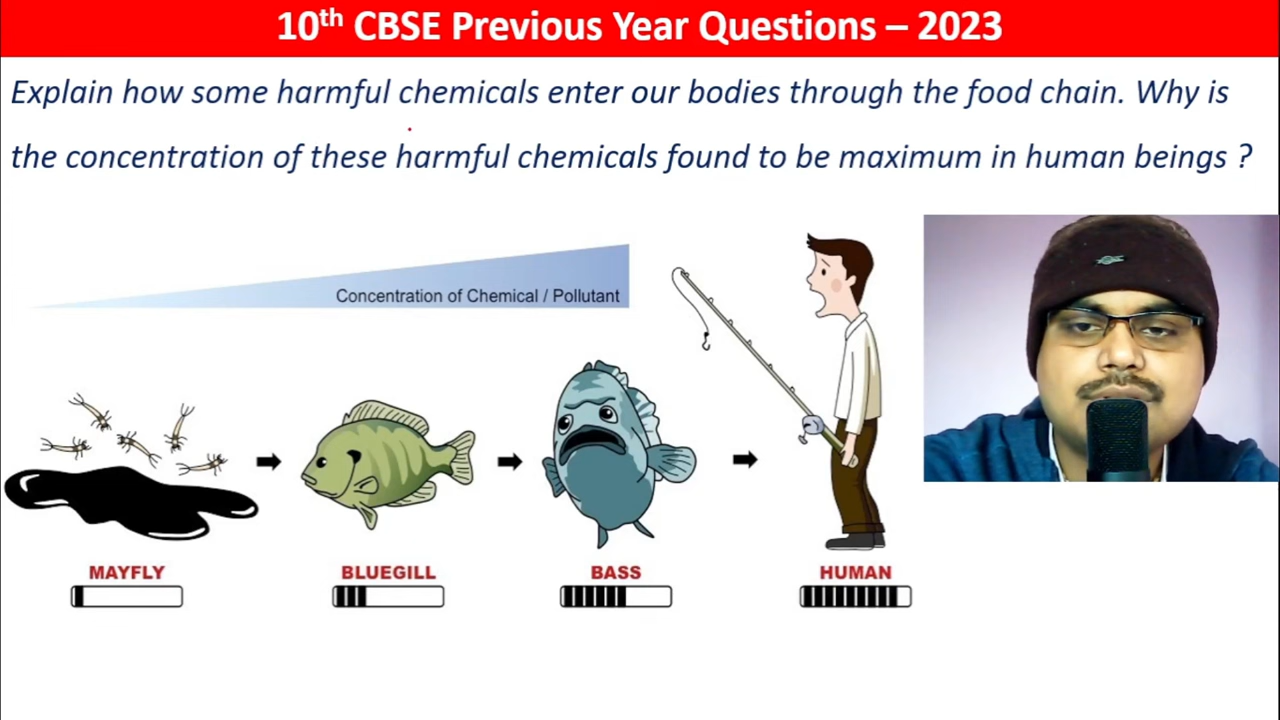 10th CBSE Previous Year Questions – 2023
Explain how some harmful chemicals enter our bodies through the food chain. Why is
the concentration of these harmful chemicals found to be maximum in human beings ?
Concentration of Chemical / Pollutant
MAYFLY
BLUEGILL
BASS
HUMAN